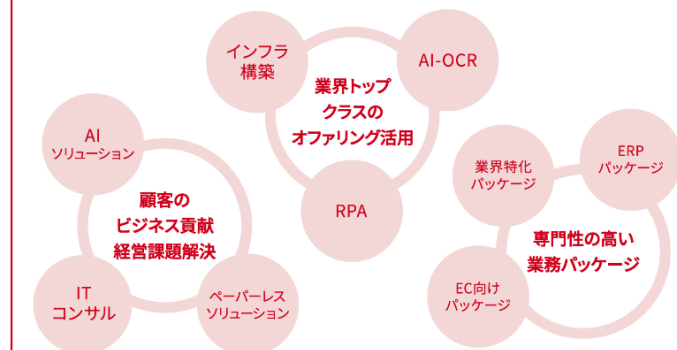 インフラ
構築
AI-OCR
業界トップ
クラスの
オファリング活用
RPA
AI
ソリューション
顧客の
ビジネス貢献
経営課題解決
IT
コンサル
ペーパーレス
ソリューション
業界特化
パッケージ
ERP
パッケージ
専門性の高い
業務パッケージ
EC向け
パッケージ